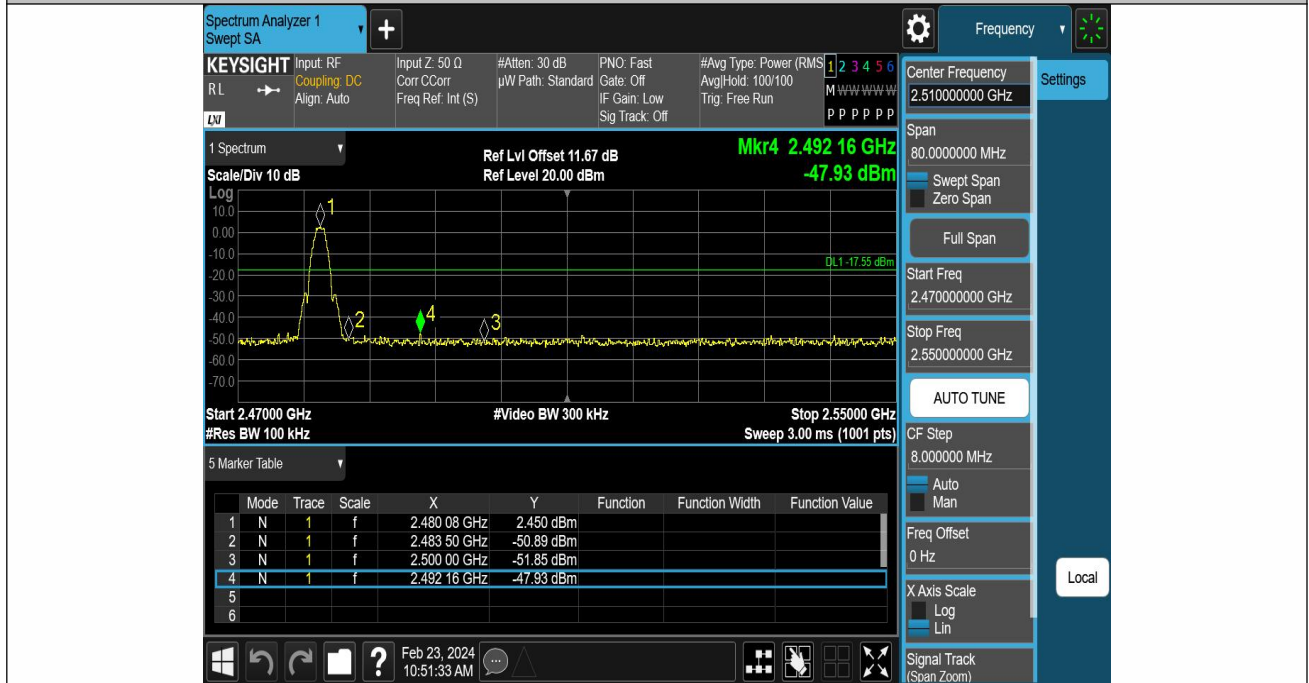 Spectrum Analyzer 1
Swept SA
+
Frequency
KEYSIGHT
RL
LXI
Input: RF
Coupling: DC
Align: Auto
Input Z: 50 Ω
Corr CCorr
Freq Ref: Int (S)
#Atten: 30 dB
µW Path: Standard
PNO: Fast
Gate: Off
IF Gain: Low
Sig Track: Off
#Avg Type: Power (RMS
Avg|Hold: 100/100
Trig: Free Run
1 2 3 4 5 6
M W W W W W
P P P P P P
1 Spectrum
Scale/Div 10 dB
Ref Lvl Offset 11.67 dB
Ref Level 20.00 dBm
Mkr4 2.492 16 GHz
-47.93 dBm
Log
10.0
0.00
-10.0
-20.0
-30.0
-40.0
-50.0
-60.0
-70.0
1
2
4
3
DL1 -17.55 dBm
Start 2.47000 GHz
#Res BW 100 kHz
#Video BW 300 kHz
Stop 2.55000 GHz
Sweep 3.00 ms (1001 pts)
5 Marker Table
Mode Trace Scale X Y Function Function Width Function Value
1 N 1 f 2.480 08 GHz 2.450 dBm
2 N 1 f 2.483 50 GHz -50.89 dBm
3 N 1 f 2.500 00 GHz -51.85 dBm
4 N 1 f 2.492 16 GHz -47.93 dBm
5
6
?
Feb 23, 2024
10:51:33 AM
Center Frequency
2.510000000 GHz
Settings
Span
80.0000000 MHz
Swept Span
Zero Span
Full Span
Start Freq
2.470000000 GHz
Stop Freq
2.550000000 GHz
AUTO TUNE
CF Step
8.000000 MHz
Auto
Man
Freq Offset
0 Hz
X Axis Scale
Log
Lin
Signal Track
(Span Zoom)
Local